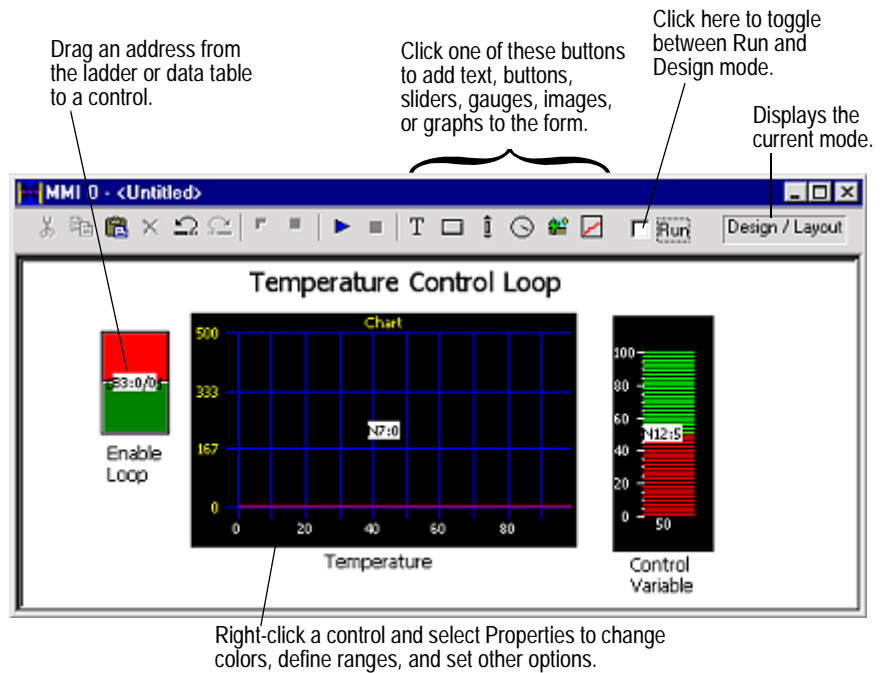 Drag an address from
the ladder or data table
to a control.
Click one of these buttons
to add text, buttons,
sliders, gauges, images,
or graphs to the form.
Click here to toggle
between Run and
Design mode.
Displays the
current mode.
MMI 0 - <Untitled>
T
Run
Design / Layout
Temperature Control Loop
B3:0/0
Enable
Loop
Chart
500
333
167
0
N7:0
0 20 40 60 80
Temperature
100
80
60
40
20
0
N12:5
50
Control
Variable
Right-click a control and select Properties to change
colors, define ranges, and set other options.